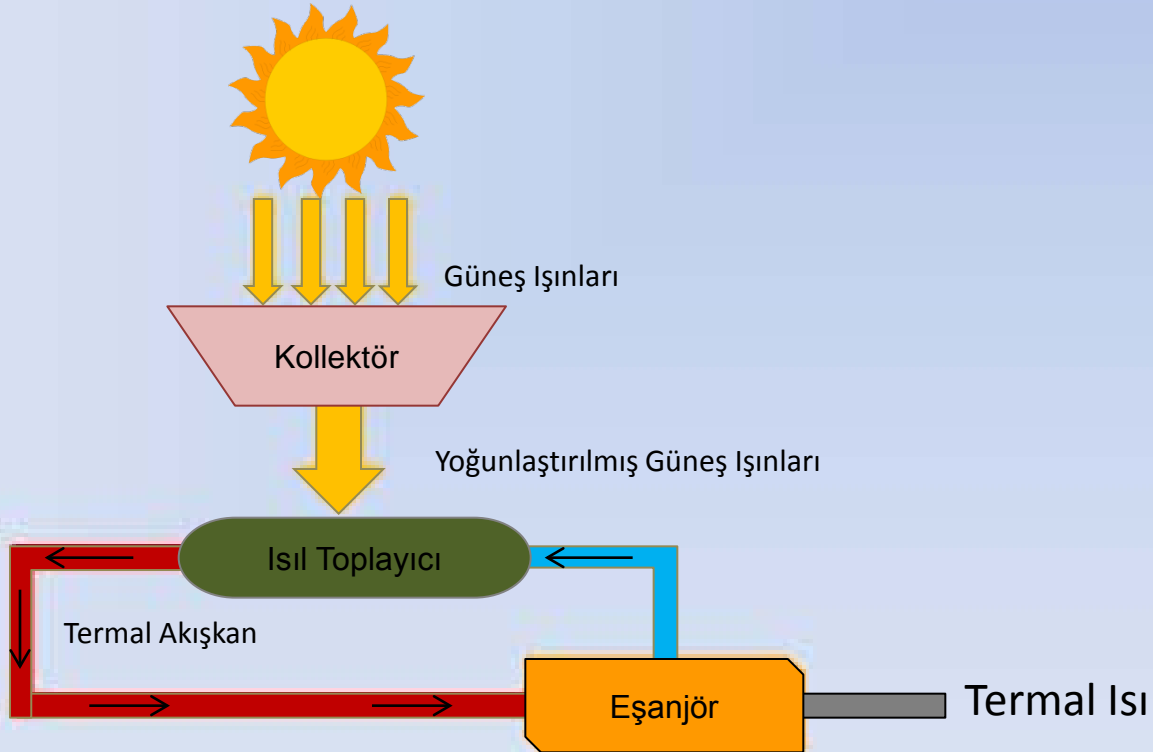 Güneş Işınları
Kollektör
Yoğunlaştırılmış Güneş Işınları
Isıl Toplayıcı
Termal Akışkan
Eşanjör
Termal Isı